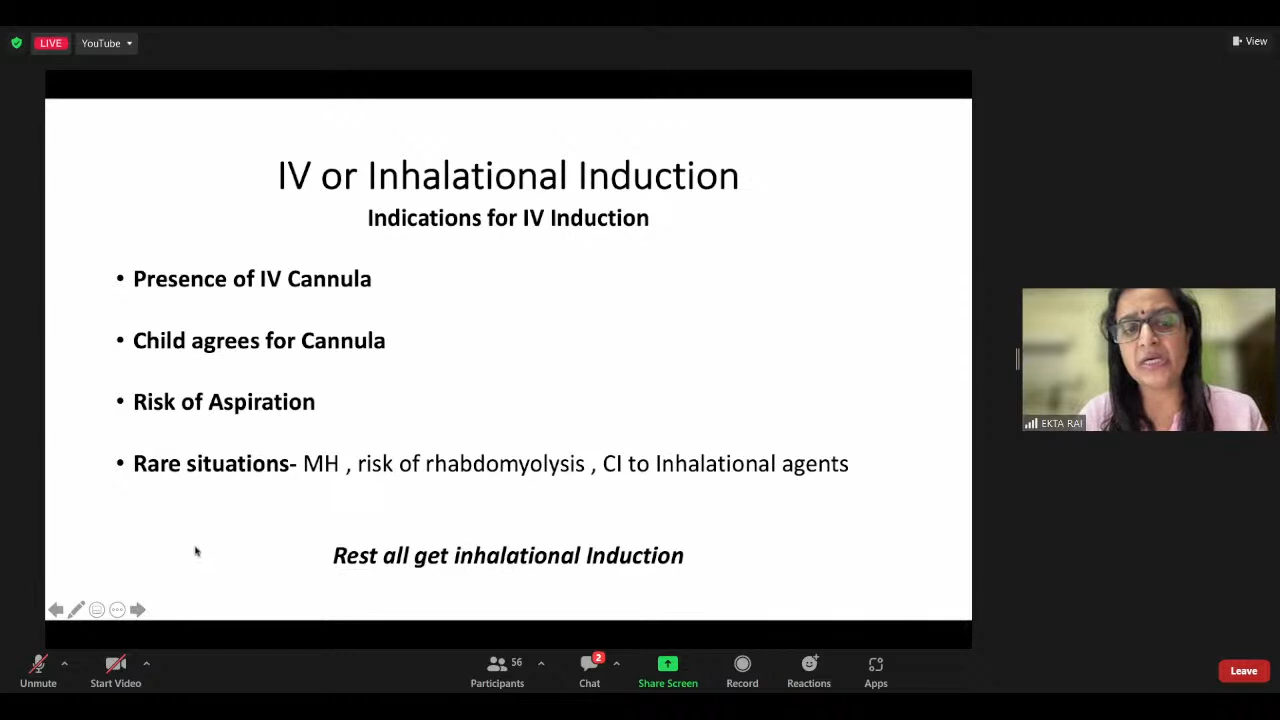 LIVE
YouTube
View
IV or Inhalational Induction
Indications for IV Induction
• Presence of IV Cannula
• Child agrees for Cannula
• Risk of Aspiration
• Rare situations- MH , risk of rhabdomyolysis , CI to Inhalational agents
Rest all get inhalational Induction
EKTA RAI
Unmute
Start Video
56
Participants
2
Chat
Share Screen
Record
Reactions
Apps
Leave